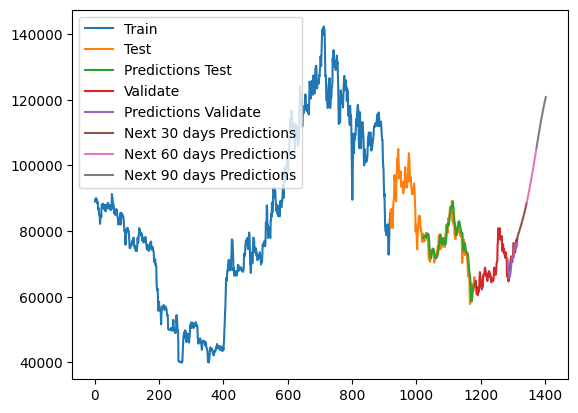 Train
Test
Predictions Test
Validate
Predictions Validate
Next 30 days Predictions
Next 60 days Predictions
Next 90 days Predictions
140000
120000
100000
80000
60000
40000
0 200 400 600 800 1000 1200 1400